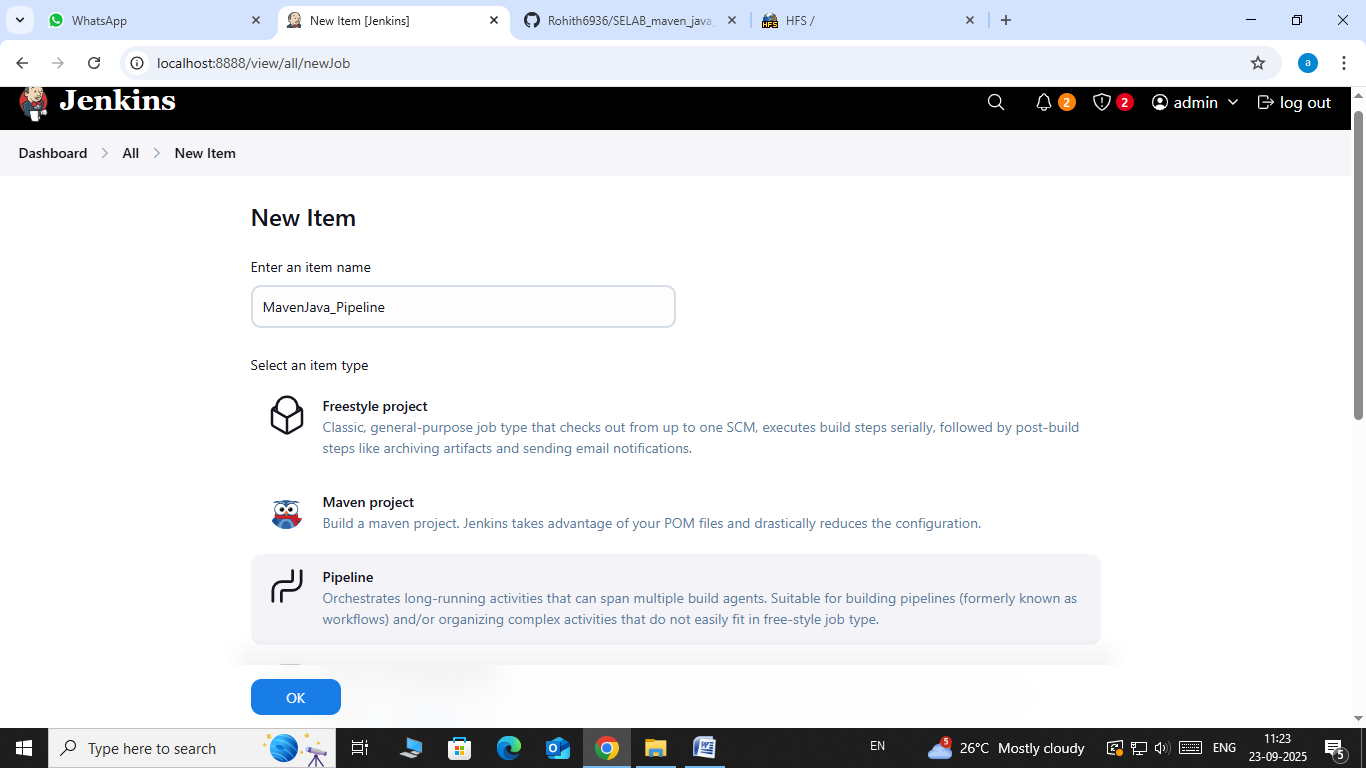 WhatsApp
New Item [Jenkins]
Rohith6936/SELAB_maven_java_
HFS /
localhost:8888/view/all/newJob
a
Jenkins
2
2
admin
log out
Dashboard
All
New Item
New Item
Enter an item name
MavenJava_Pipeline
Select an item type
Freestyle project
Classic, general-purpose job type that checks out from up to one SCM, executes build steps serially, followed by post-build
steps like archiving artifacts and sending email notifications.
Maven project
Build a maven project. Jenkins takes advantage of your POM files and drastically reduces the configuration.
Pipeline
Orchestrates long-running activities that can span multiple build agents. Suitable for building pipelines (formerly known as
workflows) and/or organizing complex activities that do not easily fit in free-style job type.
OK
Type here to search
EN
5
26°C Mostly cloudy
ENG
11:23
23-09-2025
5